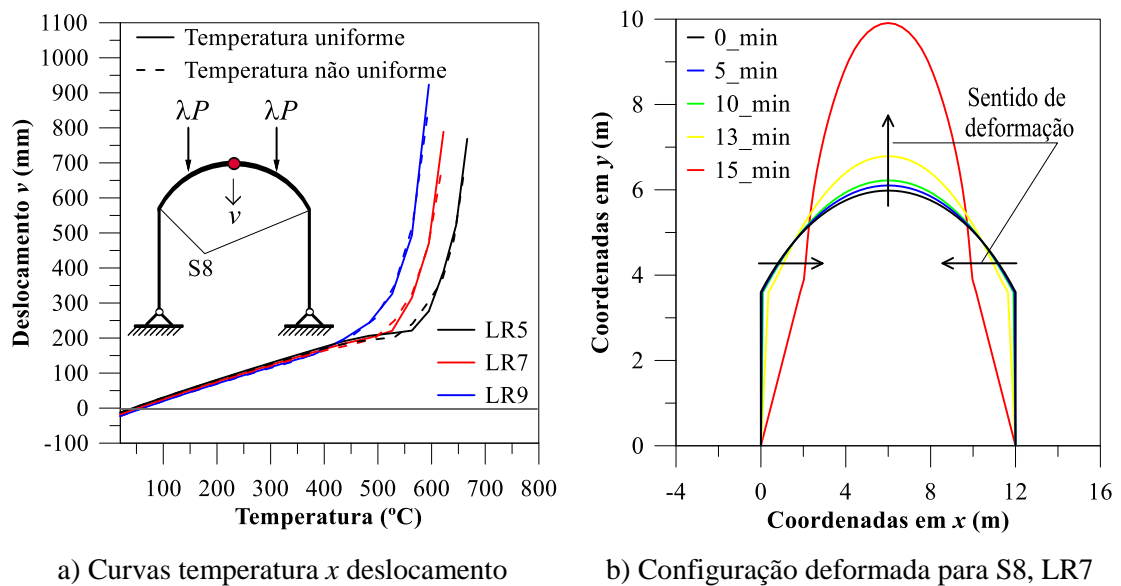 1100
1000
900
800
700
600
500
400
300
200
100
0
-100
Deslocamento v (mm)
Temperatura uniforme
Temperatura não uniforme
λP
λP
v
S8
LR5
LR7
LR9
100 200 300 400 500 600 700 800
Temperatura (ºC)
a) Curvas temperatura x deslocamento
10
8
6
4
2
0
Coordenadas em y (m)
0_min
5_min
10_min
13_min
15_min
Sentido de
deformação
-4 0 4 8 12 16
Coordenadas em x (m)
b) Configuração deformada para S8, LR7